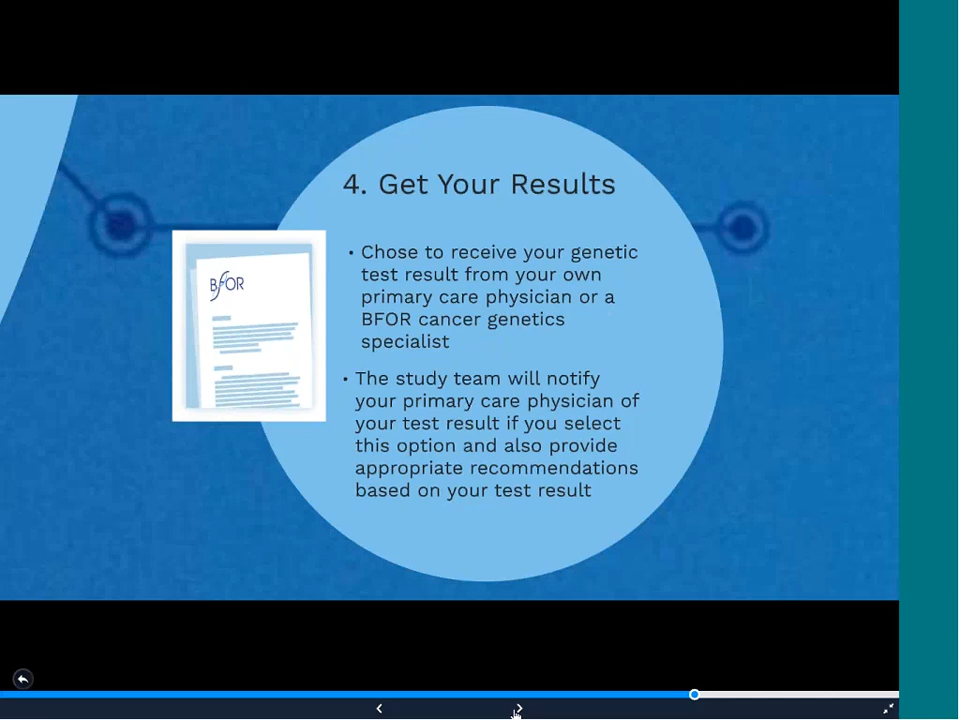 4. Get Your Results
• Chose to receive your genetic
test result from your own
primary care physician or a
BFOR cancer genetics
specialist
• The study team will notify
your primary care physician of
your test result if you select
this option and also provide
appropriate recommendations
based on your test result
BFOR